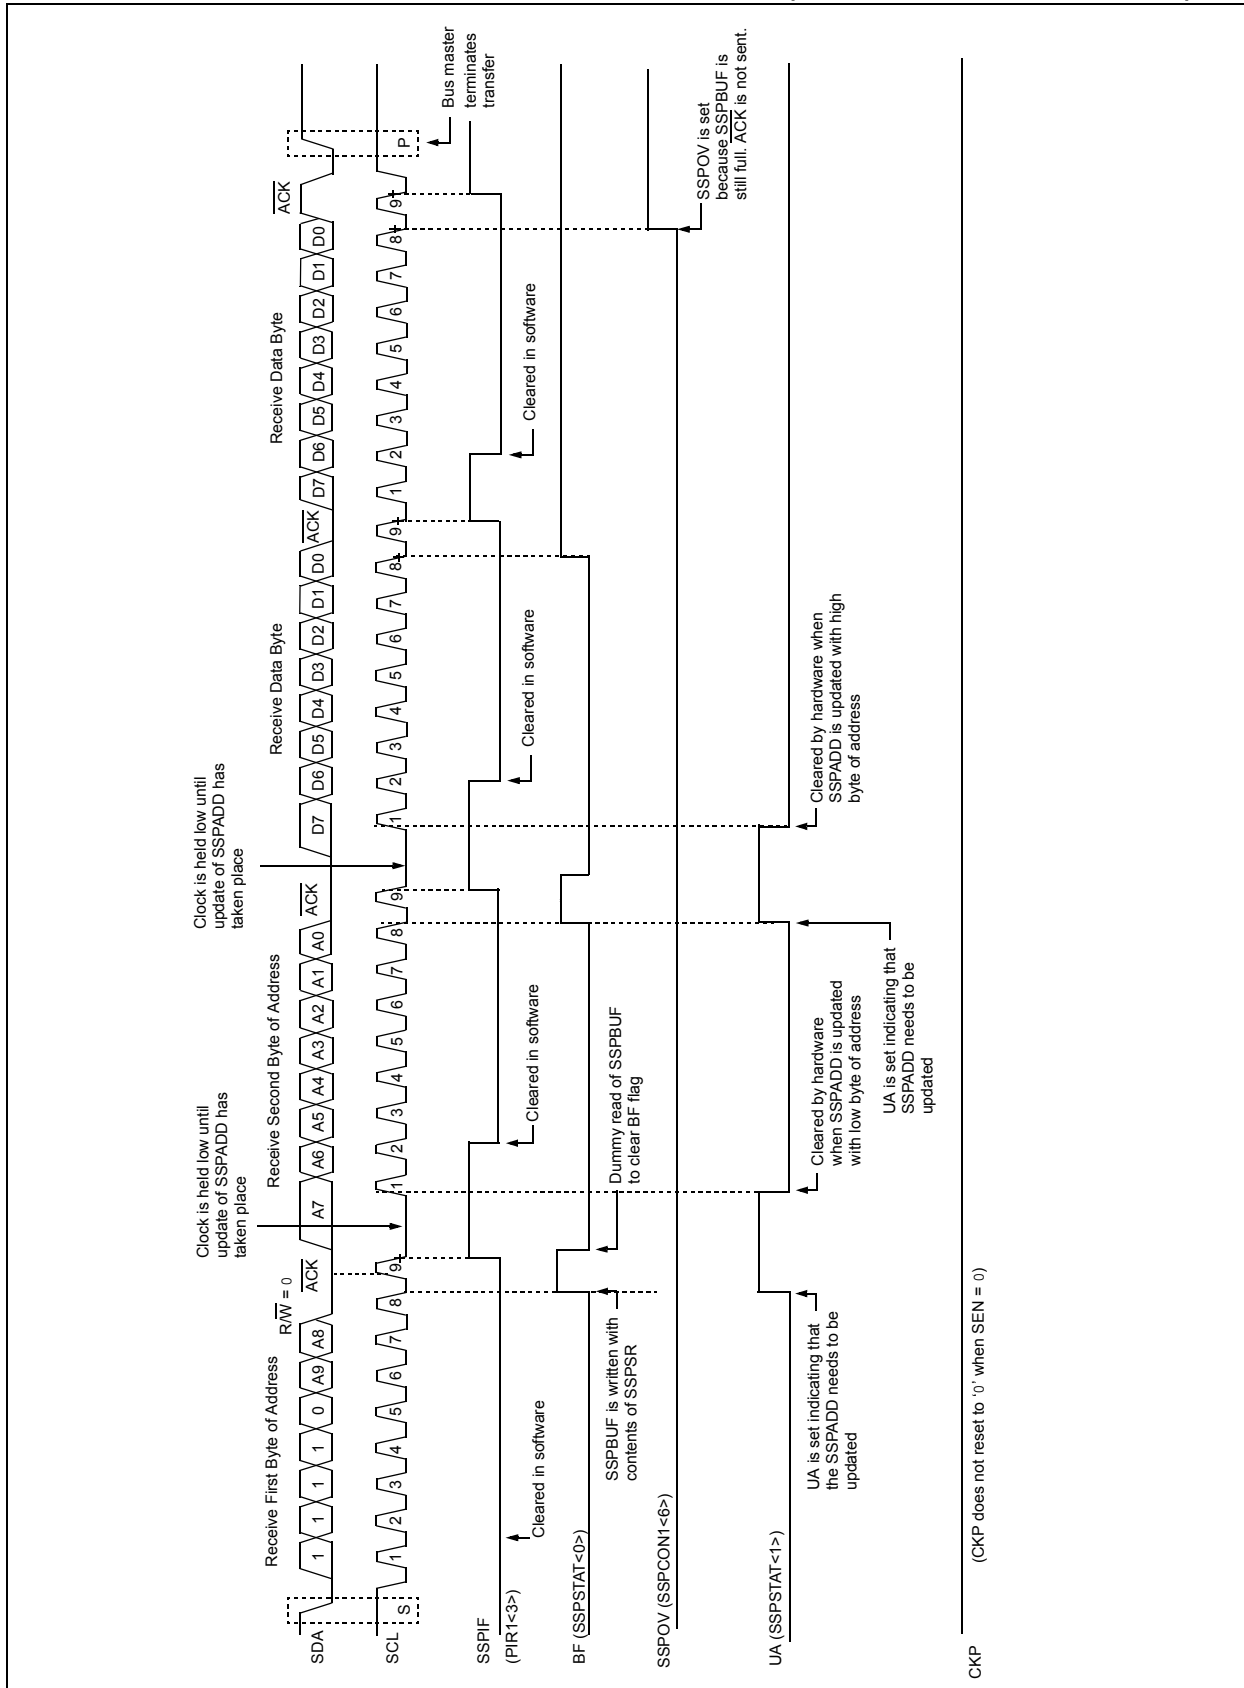 Receive First Byte of Address
R/W = 0
ACK
Clock is held low until
update of SSPADD has
taken place
Receive Second Byte of Address
ACK
Clock is held low until
update of SSPADD has
taken place
Receive Data Byte
ACK
Receive Data Byte
ACK
SDA
1 1 1 1 0 A9 A8
A7 A6 A5 A4 A3 A2 A1 A0
D7 D6 D5 D4 D3 D2 D1 D0
D7 D6 D5 D4 D3 D2 D1 D0
SCL
S
1 2 3 4 5 6 7 8 9
1 2 3 4 5 6 7 8 9
1 2 3 4 5 6 7 8 9
1 2 3 4 5 6 7 8 9
P
Bus master
terminates
transfer
SSPIF
(PIR1<3>)
Cleared in software
Cleared in software
Cleared in software
Cleared in software
BF (SSPSTAT<0>)
SSPBUF is written with
contents of SSPSR
Dummy read of SSPBUF
to clear BF flag
SSPOV (SSPCON1<6>)
SSPOV is set
because SSPBUF is
still full. ACK is not sent.
UA (SSPSTAT<1>)
UA is set indicating that
the SSPADD needs to be
updated
Cleared by hardware
when SSPADD is updated
with low byte of address
UA is set indicating that
SSPADD needs to be
updated
Cleared by hardware when
SSPADD is updated with high
byte of address
CKP
(CKP does not reset to ‘0’ when SEN = 0)